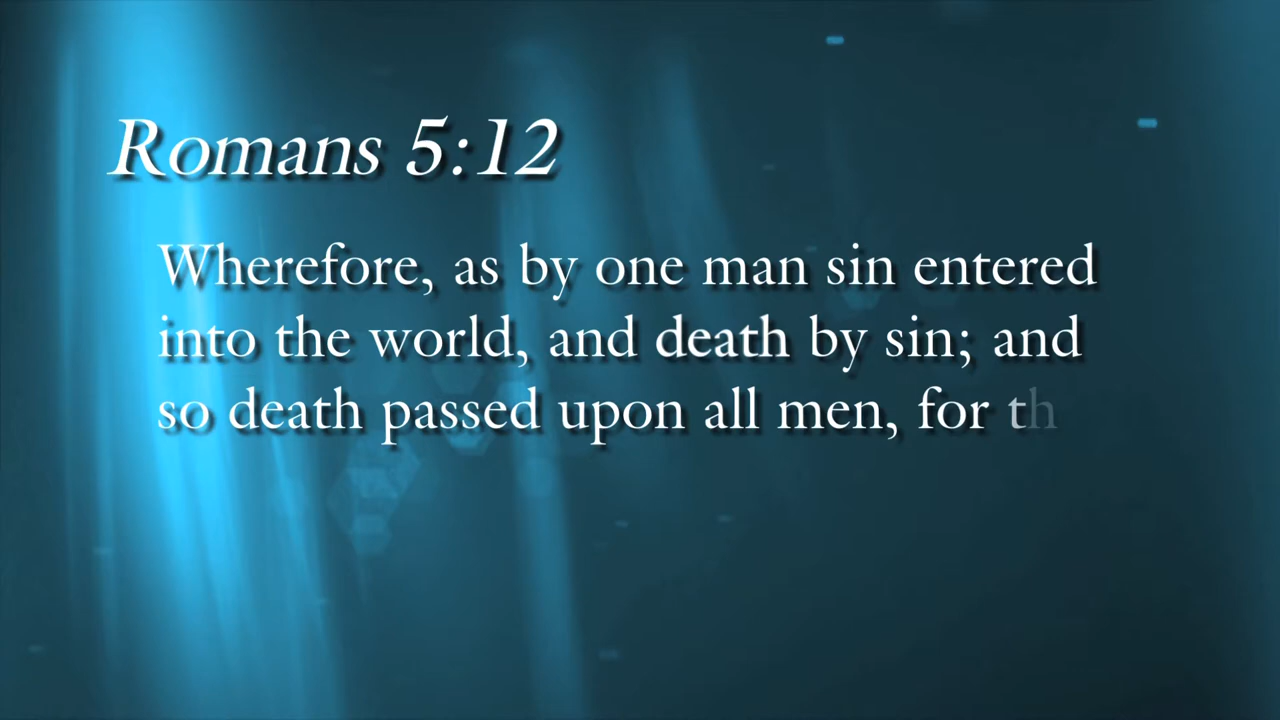 Romans 5:12
Wherefore, as by one man sin entered
into the world, and death by sin; and
so death passed upon all men, for th